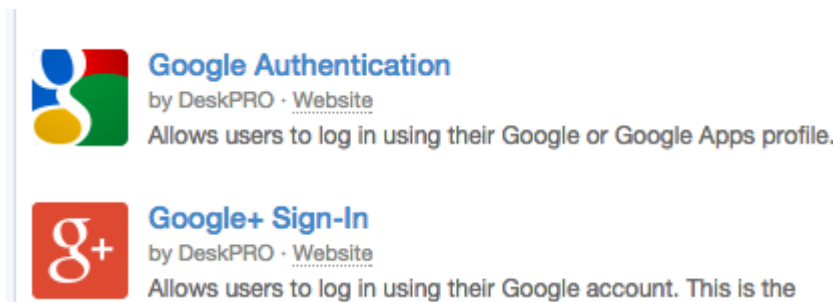 Google Authentication
by DeskPRO · Website
Allows users to log in using their Google or Google Apps profile.
g+
Google+ Sign-In
by DeskPRO · Website
Allows users to log in using their Google account. This is the